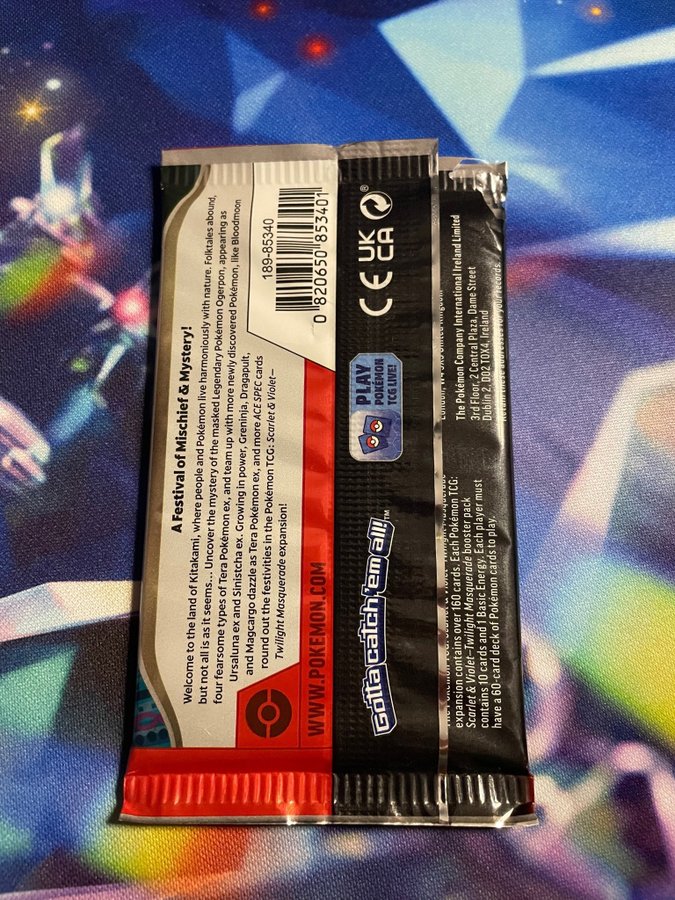 A Festival of Mischief & Mystery!
Welcome to the land of Kitakami, where people and Pokémon live harmoniously with nature. Folktales abound,
but not all is as it seems... Uncover the mystery of the masked Legendary Pokémon Ogerpon, appearing as
four fearsome types of Tera Pokémon ex, and team up with more newly discovered Pokémon, like Bloodmoon
Ursaluna ex and Sinistcha ex. Growing in power, Greninja, Dragapult,
and Magcargo dazzle as Tera Pokémon ex, and more ACE SPEC cards
round out the festivities in the Pokémon TCG: Scarlet & Violet—
Twilight Masquerade expansion!
189-85340
0 820650 853401
WWW.POKEMON.COM
Gotta catch 'em all!™
PLAY
POKÉMON
TCG LIVE!
CE UK
CA
®
expansion contains over 160 cards. Each Pokémon TCG:
Scarlet & Violet—Twilight Masquerade booster pack
contains 10 cards and 1 Basic Energy. Each player must
have a 60-card deck of Pokémon cards to play.
The Pokémon Company International Ireland Limited
3rd Floor, 2 Central Plaza, Dame Street
Dublin 2, D02 T0X4, Ireland